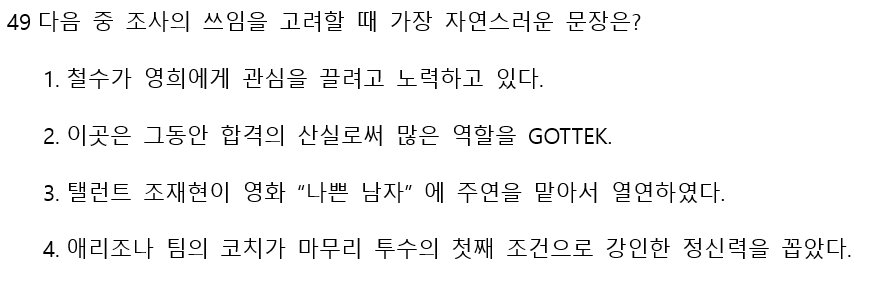 49 다음 중 조사의 쓰임을 고려할 때 가장 자연스러운 문장은?
1. 철수가 영희에게 관심을 끌려고 노력하고 있다.
2. 이곳은 그동안 합격의 산실로써 많은 역할을 GOTTEK.
3. 탤런트 조재현이 영화 “나쁜 남자” 에 주연을 맡아서 열연하였다.
4. 애리조나 팀의 코치가 마무리 투수의 첫째 조건으로 강인한 정신력을 꼽았다.